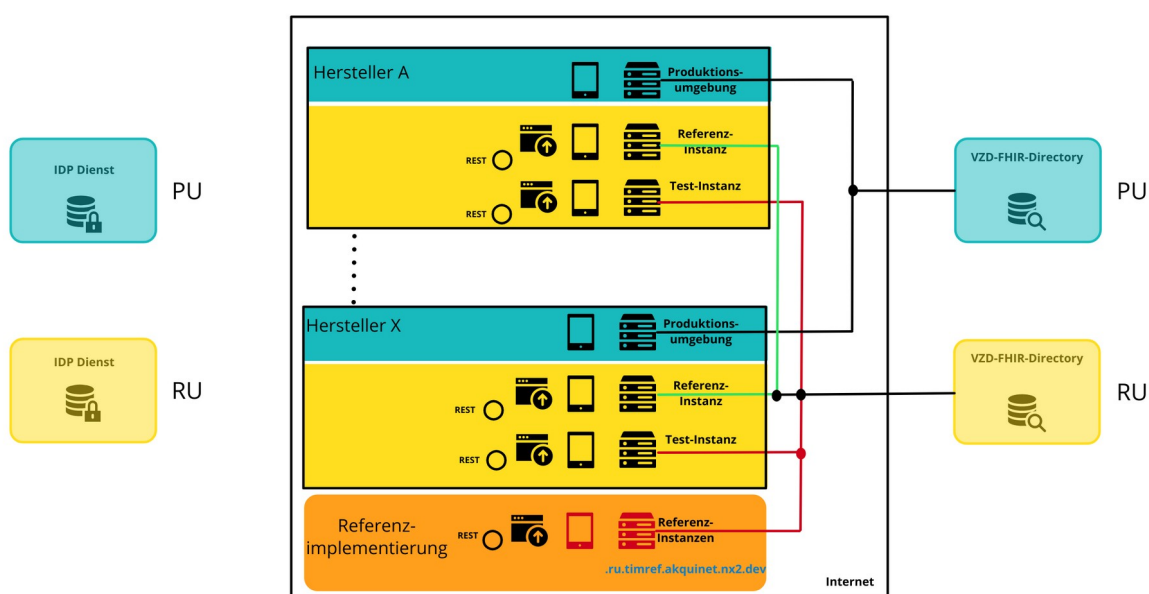 Hersteller A
Produktions-
umgebung
Referenz-
Instanz
REST
Test-Instanz
REST
IDP Dienst
PU
VZD-FHIR-Directory
PU
Hersteller X
Produktions-
umgebung
IDP Dienst
RU
VZD-FHIR-Directory
RU
Referenz-
Instanz
REST
Test-Instanz
REST
Referenz-
implementierung
REST
Referenz-
Instanzen
.ru.timref.akquinet.nx2.dev
Internet